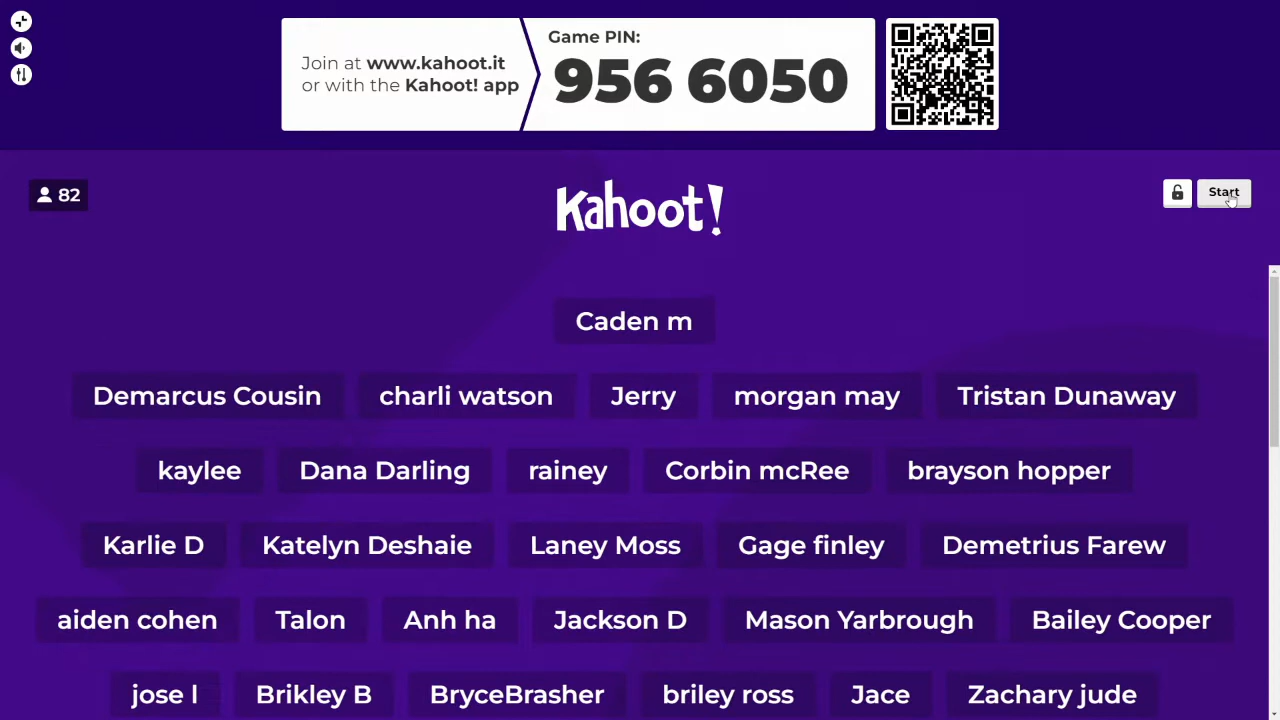 Join at www.kahoot.it
or with the Kahoot! app
Game PIN:
956 6050
82
Kahoot!
Start
Caden m
Demarcus Cousin charli watson Jerry morgan may Tristan Dunaway
kaylee Dana Darling rainey Corbin mcRee brayson hopper
Karlie D Katelyn Deshaie Laney Moss Gage finley Demetrius Farew
aiden cohen Talon Anh ha Jackson D Mason Yarbrough Bailey Cooper
jose l Brikley B BryceBrasher briley ross Jace Zachary jude